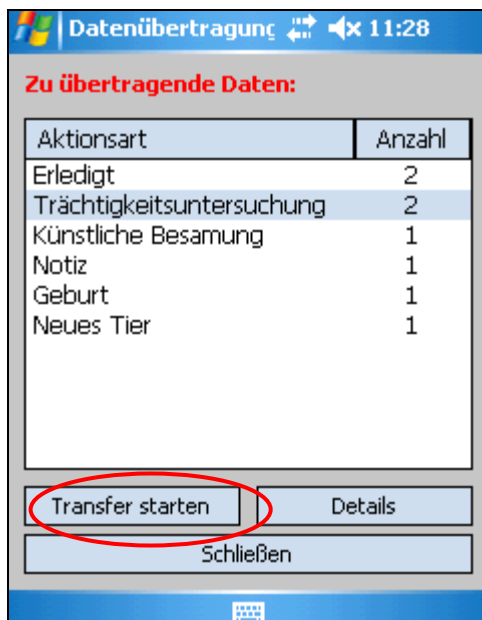 Datenübertragung 11:28
Zu übertragende Daten:
Aktionsart Anzahl
Erledigt 2
Trächtigkeitsuntersuchung 2
Künstliche Besamung 1
Notiz 1
Geburt 1
Neues Tier 1
Transfer starten Details
Schließen